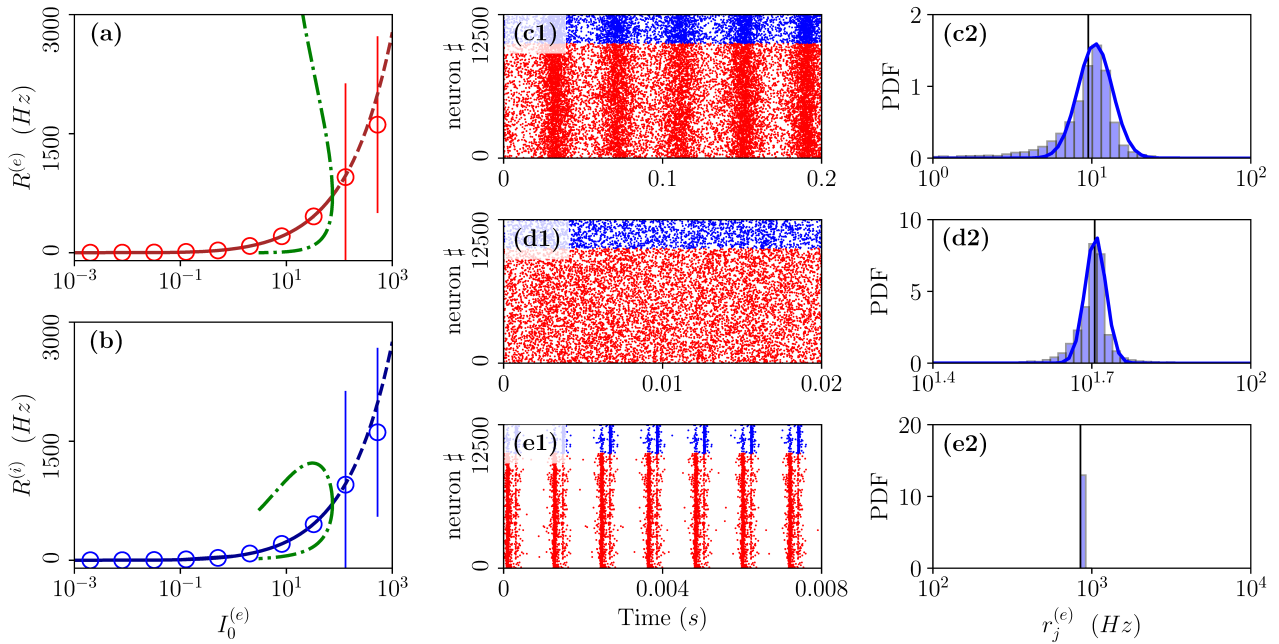 (a)
R^(e) (Hz)
3000
1500
0
10^-3 10^-1 10^1 10^3
(b)
R^(i) (Hz)
3000
1500
0
10^-3 10^-1 10^1 10^3
I_0^(e)
(c1)
neuron ♯
12500
0
0 0.1 0.2
(d1)
neuron ♯
12500
0
0 0.01 0.02
(e1)
neuron ♯
12500
0
0 0.004 0.008
Time (s)
(c2)
PDF
2
1
0
10^0 10^1 10^2
(d2)
PDF
10
5
0
10^1.4 10^1.7 10^2
(e2)
PDF
20
10
0
10^2 10^3 10^4
r_j^(e) (Hz)